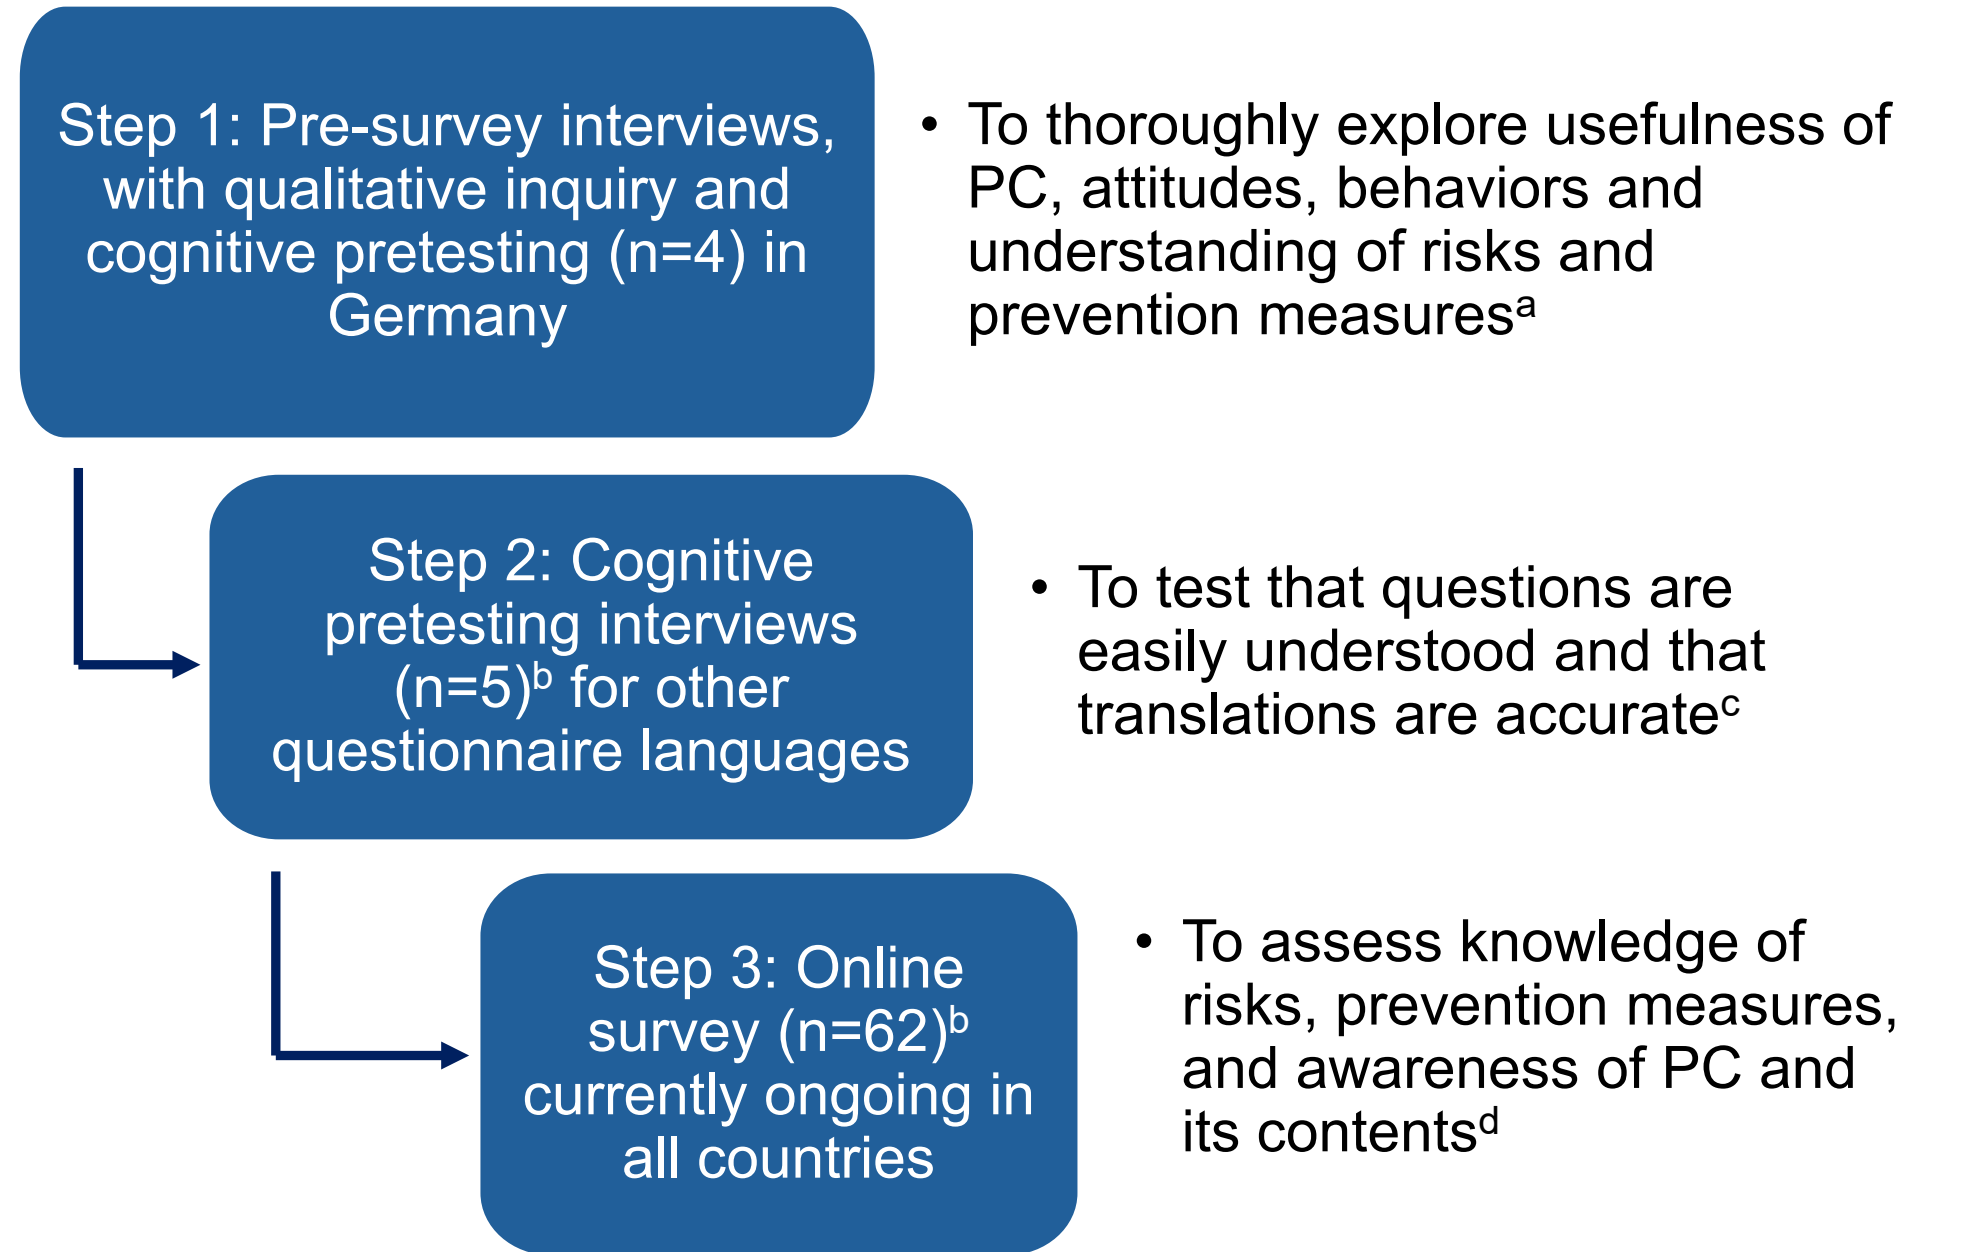 Step 1: Pre-survey interviews,
with qualitative inquiry and
cognitive pretesting (n=4) in
Germany
• To thoroughly explore usefulness of
PC, attitudes, behaviors and
understanding of risks and
prevention measuresᵃ
Step 2: Cognitive
pretesting interviews
(n=5)ᵇ for other
questionnaire languages
• To test that questions are
easily understood and that
translations are accurateᶜ
Step 3: Online
survey (n=62)ᵇ
currently ongoing in
all countries
• To assess knowledge of
risks, prevention measures,
and awareness of PC and
its contentsᵈ